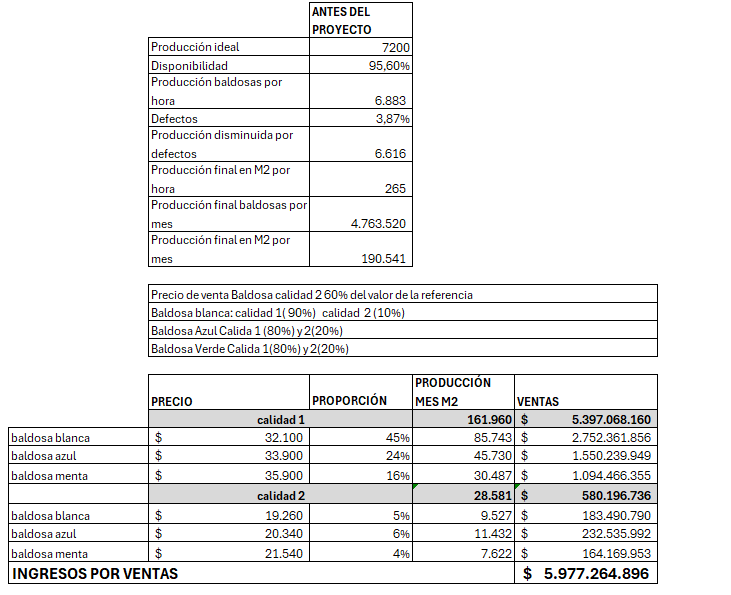 ANTES DEL
PROYECTO
Producción ideal 7200
Disponibilidad 95,60%
Producción baldosas por
hora 6.883
Defectos 3,87%
Producción disminuida por
defectos 6.616
Producción final en M2 por
hora 265
Producción final baldosas por
mes 4.763.520
Producción final en M2 por
mes 190.541
Precio de venta Baldosa calidad 2 60% del valor de la referencia
Baldosa blanca: calidad 1( 90%) calidad 2 (10%)
Baldosa Azul Calida 1 (80%) y 2(20%)
Baldosa Verde Calida 1(80%) y 2(20%)
PRODUCCIÓN
PRECIO PROPORCIÓN MES M2 VENTAS
calidad 1 161.960 $ 5.397.068.160
baldosa blanca $ 32.100 45% 85.743 $ 2.752.361.856
baldosa azul $ 33.900 24% 45.730 $ 1.550.239.949
baldosa menta $ 35.900 16% 30.487 $ 1.094.466.355
calidad 2 28.581 $ 580.196.736
baldosa blanca $ 19.260 5% 9.527 $ 183.490.790
baldosa azul $ 20.340 6% 11.432 $ 232.535.992
baldosa menta $ 21.540 4% 7.622 $ 164.169.953
INGRESOS POR VENTAS $ 5.977.264.896